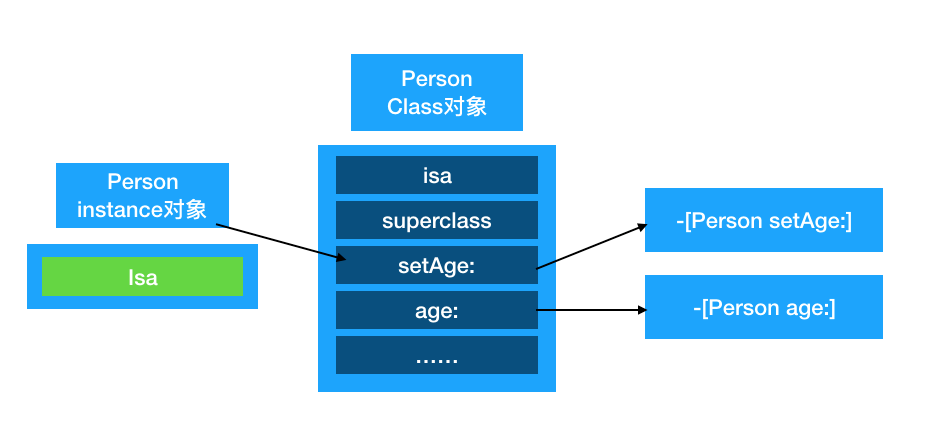 Person
Class对象
Person
instance对象
Isa
isa
superclass
setAge:
age:
......
-[Person setAge:]
-[Person age:]